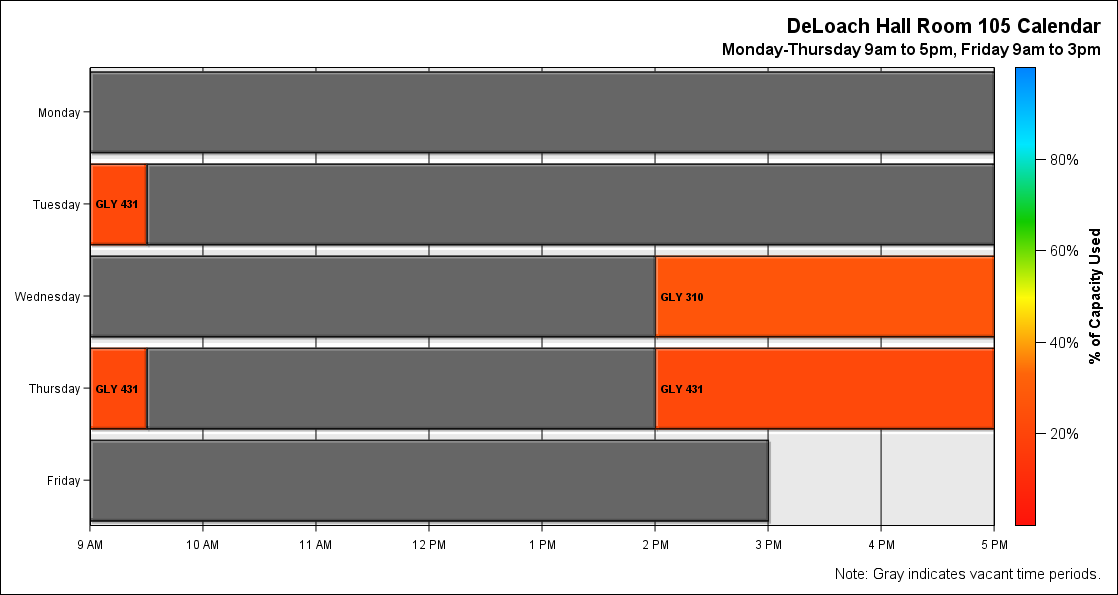 DeLoach Hall Room 105 Calendar
Monday-Thursday 9am to 5pm, Friday 9am to 3pm
Monday
Tuesday
GLY 431
Wednesday
GLY 310
Thursday
GLY 431
GLY 431
Friday
9 AM
10 AM
11 AM
12 PM
1 PM
2 PM
3 PM
4 PM
5 PM
80%
60%
40%
20%
% of Capacity Used
Note: Gray indicates vacant time periods.